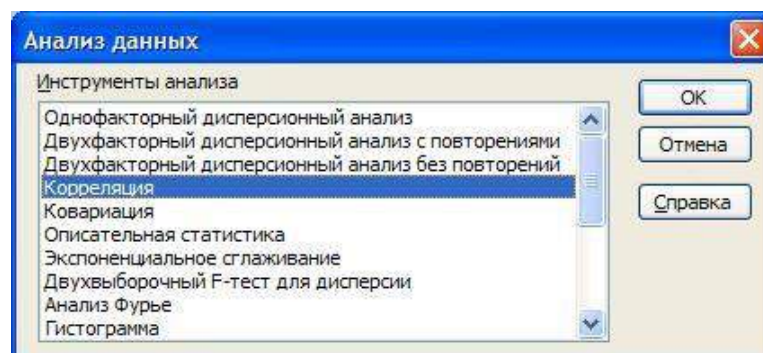 Анализ данных
Инструменты анализа
Однофакторный дисперсионный анализ
Двухфакторный дисперсионный анализ с повторениями
Двухфакторный дисперсионный анализ без повторений
Корреляция
Ковариация
Описательная статистика
Экспоненциальное сглаживание
Двухвыборочный F-тест для дисперсии
Анализ Фурье
Гистограмма
ОК
Отмена
Справка